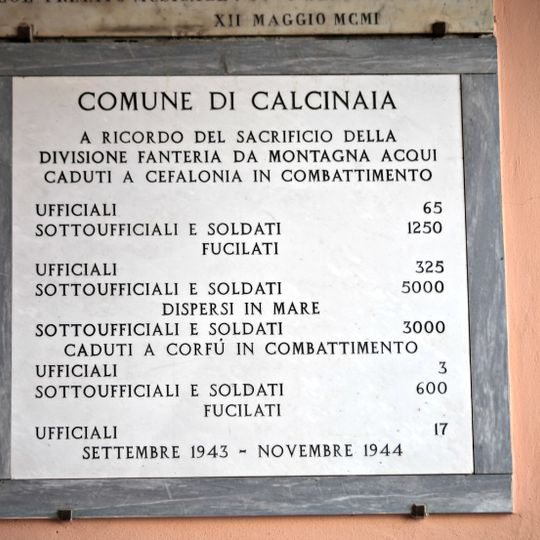 XII MAGGIO MCMI
COMUNE DI CALCINAIA
A RICORDO DEL SACRIFICIO DELLA
DIVISIONE FANTERIA DA MONTAGNA ACQUI
CADUTI A CEFALONIA IN COMBATTIMENTO
UFFICIALI 65
SOTTOUFFICIALI E SOLDATI 1250
FUCILATI
UFFICIALI 325
SOTTOUFFICIALI E SOLDATI 5000
DISPERSI IN MARE
SOTTOUFFICIALI E SOLDATI 3000
CADUTI A CORFÚ IN COMBATTIMENTO
UFFICIALI 3
SOTTOUFFICIALI E SOLDATI 600
FUCILATI
UFFICIALI 17
SETTEMBRE 1943 - NOVEMBRE 1944